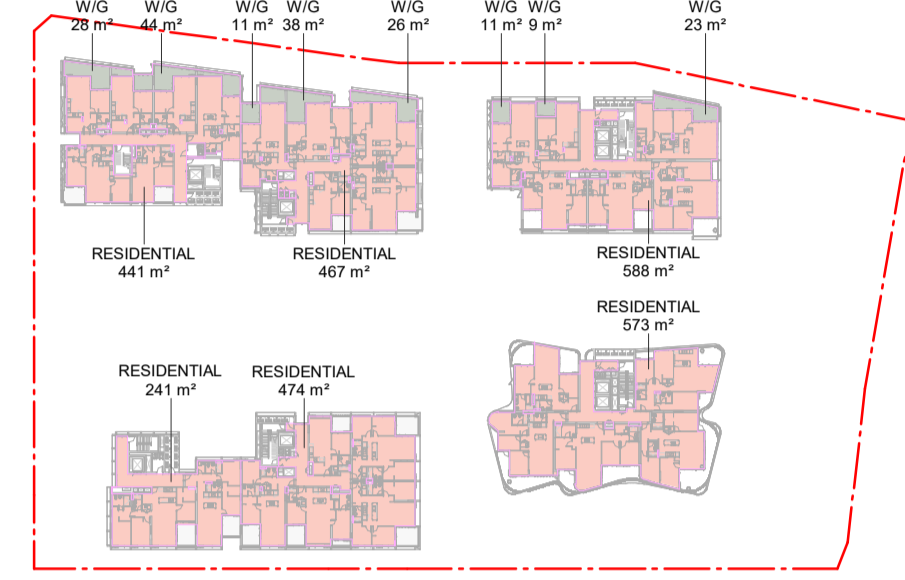 W/G W/G W/G W/G W/G W/G W/G W/G
28 m² 44 m² 11 m² 38 m² 26 m² 11 m² 9 m² 23 m²
RESIDENTIAL
441 m²
RESIDENTIAL
467 m²
RESIDENTIAL
588 m²
RESIDENTIAL
573 m²
RESIDENTIAL
241 m²
RESIDENTIAL
474 m²